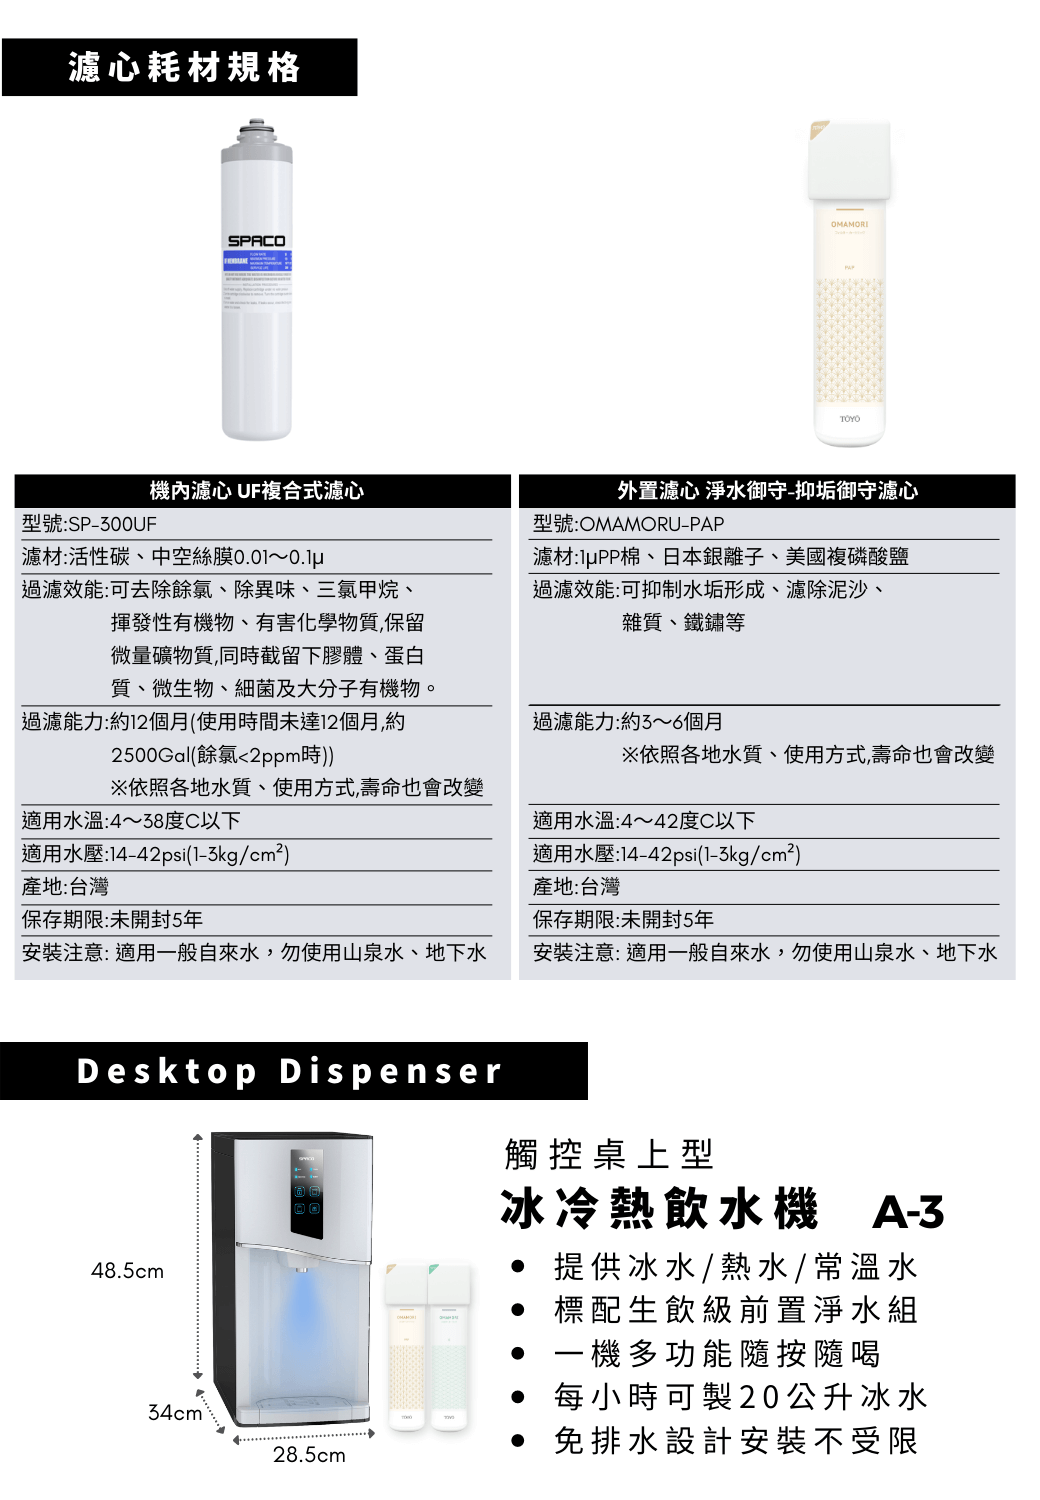 濾心耗材規格
SPACO
UF MEMBRANE
OMAMORI
PAP
TOYO
機內濾心 UF複合式濾心
型號:SP-300UF
濾材:活性碳、中空絲膜0.01～0.1μ
過濾效能:可去除餘氯、除異味、三氯甲烷、
揮發性有機物、有害化學物質,保留
微量礦物質,同時截留下膠體、蛋白
質、微生物、細菌及大分子有機物。
過濾能力:約12個月(使用時間未達12個月,約
2500Gal(餘氯<2ppm時))
※依照各地水質、使用方式,壽命也會改變
適用水溫:4～38度C以下
適用水壓:14-42psi(1-3kg/cm²)
產地:台灣
保存期限:未開封5年
安裝注意: 適用一般自來水，勿使用山泉水、地下水
外置濾心 淨水御守-抑垢御守濾心
型號:OMAMORU-PAP
濾材:1μPP棉、日本銀離子、美國複磷酸鹽
過濾效能:可抑制水垢形成、濾除泥沙、
雜質、鐵鏽等
過濾能力:約3～6個月
※依照各地水質、使用方式,壽命也會改變
適用水溫:4～42度C以下
適用水壓:14-42psi(1-3kg/cm²)
產地:台灣
保存期限:未開封5年
安裝注意: 適用一般自來水，勿使用山泉水、地下水
Desktop Dispenser
SPACO
48.5cm
34cm
28.5cm
觸控桌上型
冰冷熱飲水機 A-3
• 提供冰水/熱水/常溫水
• 標配生飲級前置淨水組
• 一機多功能隨按隨喝
• 每小時可製20公升冰水
• 免排水設計安裝不受限